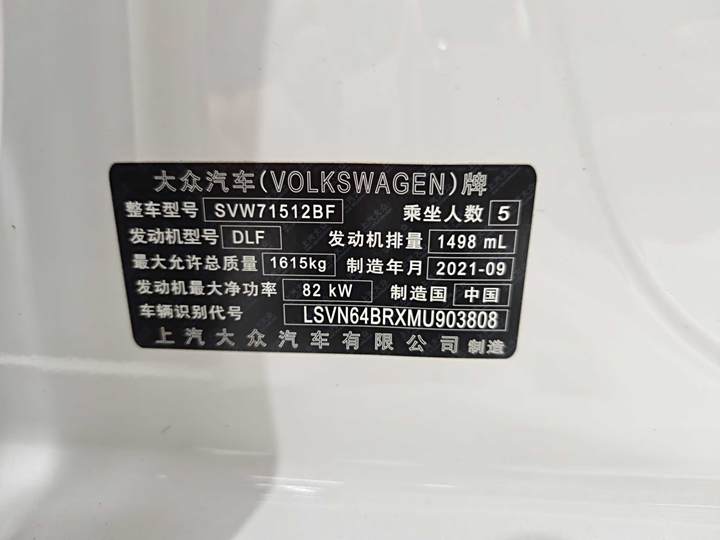 大众汽车(VOLKSWAGEN)牌
整车型号 SVW71512BF 乘坐人数 5
发动机型号 DLF 发动机排量 1498 mL
最大允许总质量 1615kg 制造年月 2021-09
发动机最大净功率 82 kW 制造国 中国
车辆识别代号 LSVN64BRXMU903808
上汽大众汽车有限公司 制造